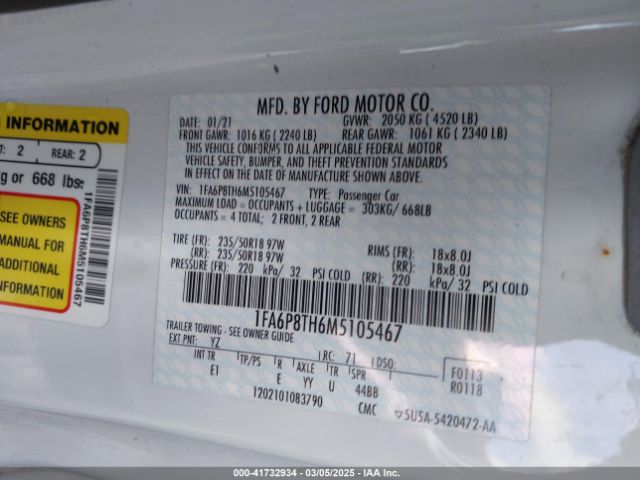 INFORMATION
2 REAR: 2
kg or 668 lbs.
SEE OWNERS
MANUAL FOR
ADDITIONAL
INFORMATION
1FA6P8TH6M5105467
MFD. BY FORD MOTOR CO.
01/21 GVWR: 2050 KG ( 4520 LB)
FRONT GAWR: 1016 KG ( 2240 LB) REAR GAWR: 1061 KG ( 2340 LB)
THIS VEHICLE CONFORMS TO ALL APPLICABLE FEDERAL MOTOR
VEHICLE SAFETY, BUMPER, AND THEFT PREVENTION STANDARDS
IN EFFECT ON THE DATE OF MANUFACTURE SHOWN ABOVE.
VIN: 1FA6P8TH6M5105467 TYPE: Passenger Car
MAXIMUM LOAD = OCCUPANTS + LUGGAGE = 303KG/ 668LB
OCCUPANTS = 4 TOTAL; 2 FRONT, 2 REAR
TIRE (FR): 235/50R18 97W RIMS (FR): 18x8.0J
(RR): 235/50R18 97W (RR): 18x8.0J
PRESSURE (FR): 220 kPa/ 32 PSI COLD (RR): 220 kPa/ 32 PSI COLD
1FA6P8TH6M5105467
TRAILER TOWING - SEE OWNER GUIDE
EXT PNT: YZ RC: 71 DSO: F0113
INT TR TP/PS R AXLE TR SPR R0118
E1 E YY U 44BB
1202101083790 CMC 5U5A-5420472-AA
000-41732934 - 03/05/2025 - IAA Inc.